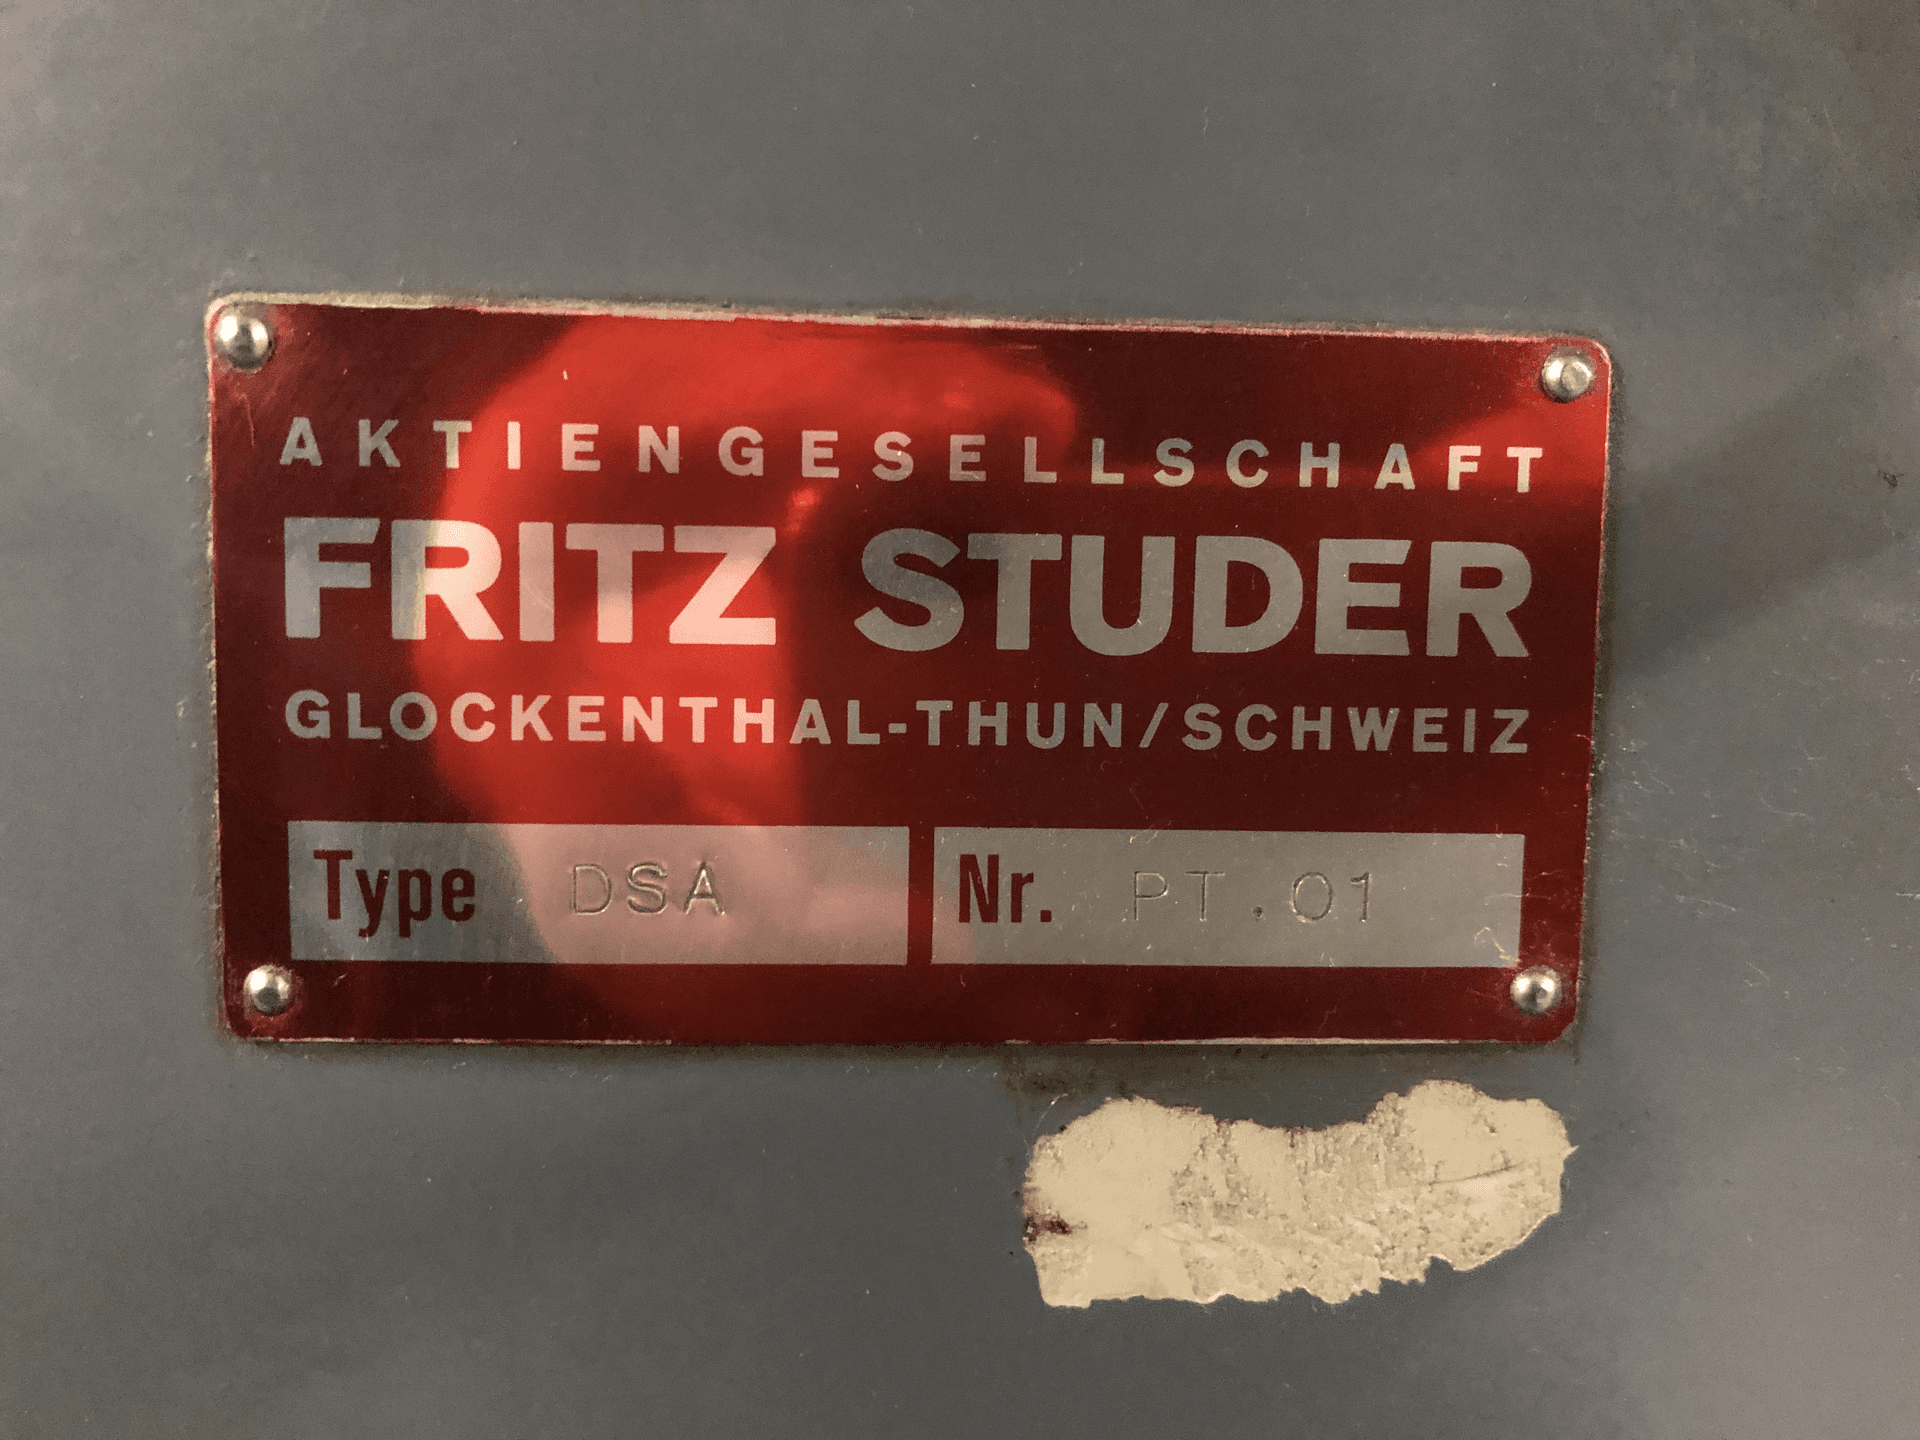 AKTIENGESELLSCHAFT
FRITZ STUDER
GLOCKENTHAL-THUN/SCHWEIZ
Type DSA Nr. PT.01